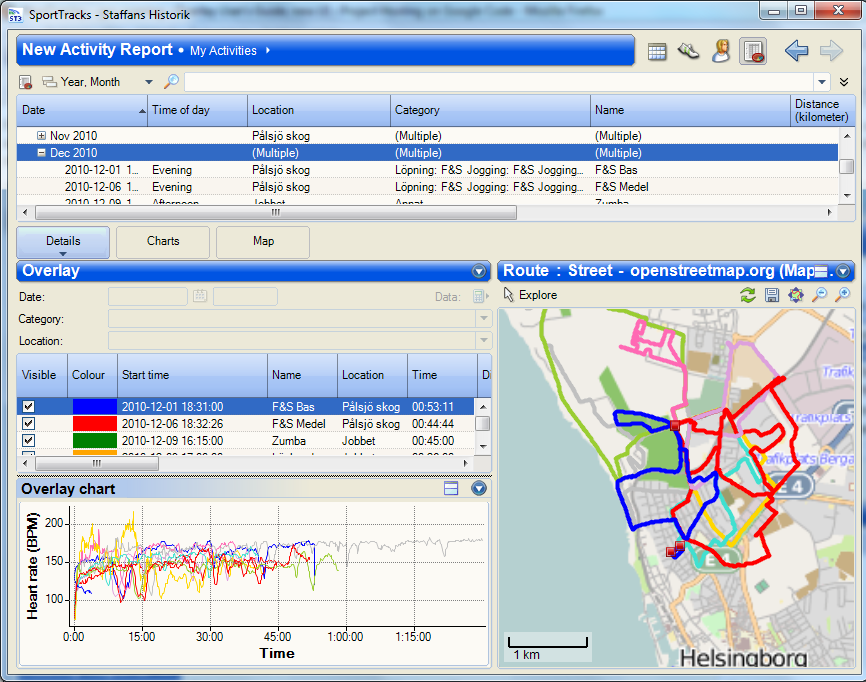 SportTracks - Staffans Historik
New Activity Report • My Activities
Year, Month
Date Time of day Location Category Name Distance (kilometer)
Nov 2010 Pålsjö skog (Multiple) (Multiple)
Dec 2010 (Multiple) (Multiple) (Multiple)
2010-12-01 1... Evening Pålsjö skog Löpning: F&S Jogging: F&S Jogging... F&S Bas
2010-12-06 1... Evening Pålsjö skog Löpning: F&S Jogging: F&S Jogging... F&S Medel
2010-12-09 1... Afternoon Jobbet Annat Zumba
Details Charts Map
Overlay
Date: Data:
Category:
Location:
Visible Colour Start time Name Location Time Di
2010-12-01 18:31:00 F&S Bas Pålsjö skog 00:53:11
2010-12-06 18:32:26 F&S Medel Pålsjö skog 00:44:44
2010-12-09 16:15:00 Zumba Jobbet 00:45:00
Overlay chart
Heart rate (BPM)
200
150
100
0:00 15:00 30:00 45:00 1:00:00 1:15:00
Time
Route : Street - openstreetmap.org (Map
Explore
Trafik
Trafikplats
afikplats Berga
E 4
E 4
1 km
Helsingborg